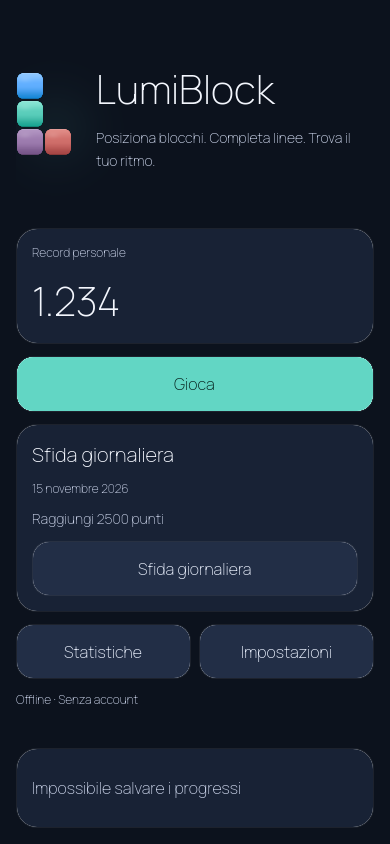 LumiBlock
Posiziona blocchi. Completa linee. Trova il
tuo ritmo.
Record personale
1.234
Gioca
Sfida giornaliera
15 novembre 2026
Raggiungi 2500 punti
Sfida giornaliera
Statistiche
Impostazioni
Offline · Senza account
Impossibile salvare i progressi